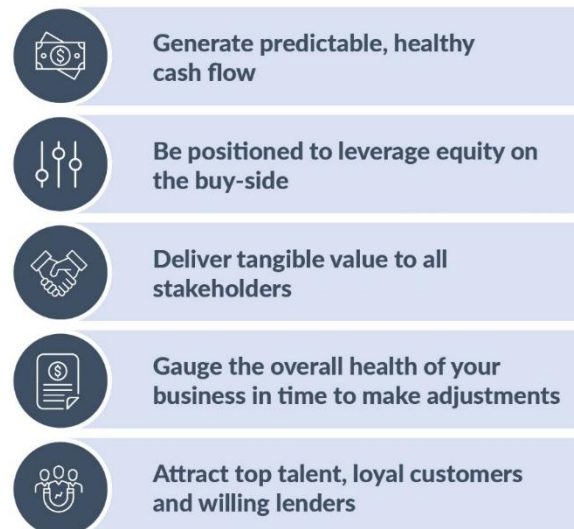 Generate predictable, healthy
cash flow
Be positioned to leverage equity on
the buy-side
Deliver tangible value to all
stakeholders
Gauge the overall health of your
business in time to make adjustments
Attract top talent, loyal customers
and willing lenders